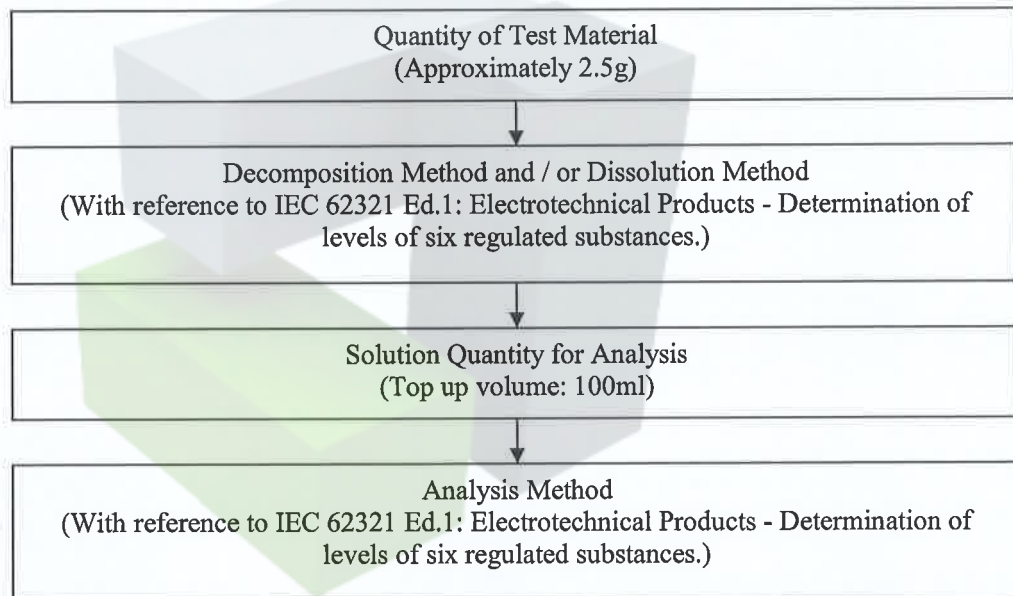 Quantity of Test Material
(Approximately 2.5g)
Decomposition Method and / or Dissolution Method
(With reference to IEC 62321 Ed.1: Electrotechnical Products - Determination of
levels of six regulated substances.)
Solution Quantity for Analysis
(Top up volume: 100ml)
Analysis Method
(With reference to IEC 62321 Ed.1: Electrotechnical Products - Determination of
levels of six regulated substances.)